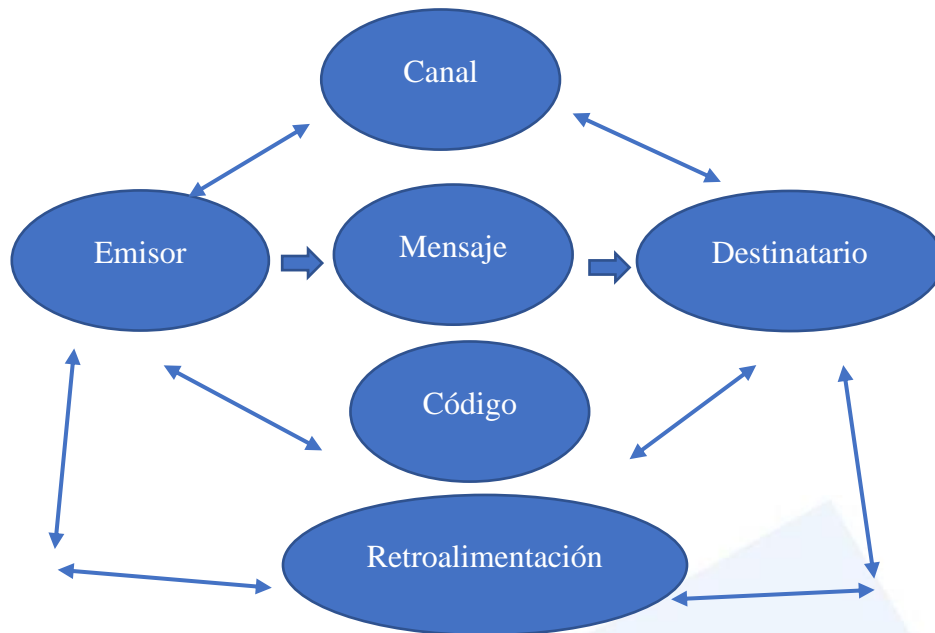 Canal
Emisor
Mensaje
Destinatario
Código
Retroalimentación